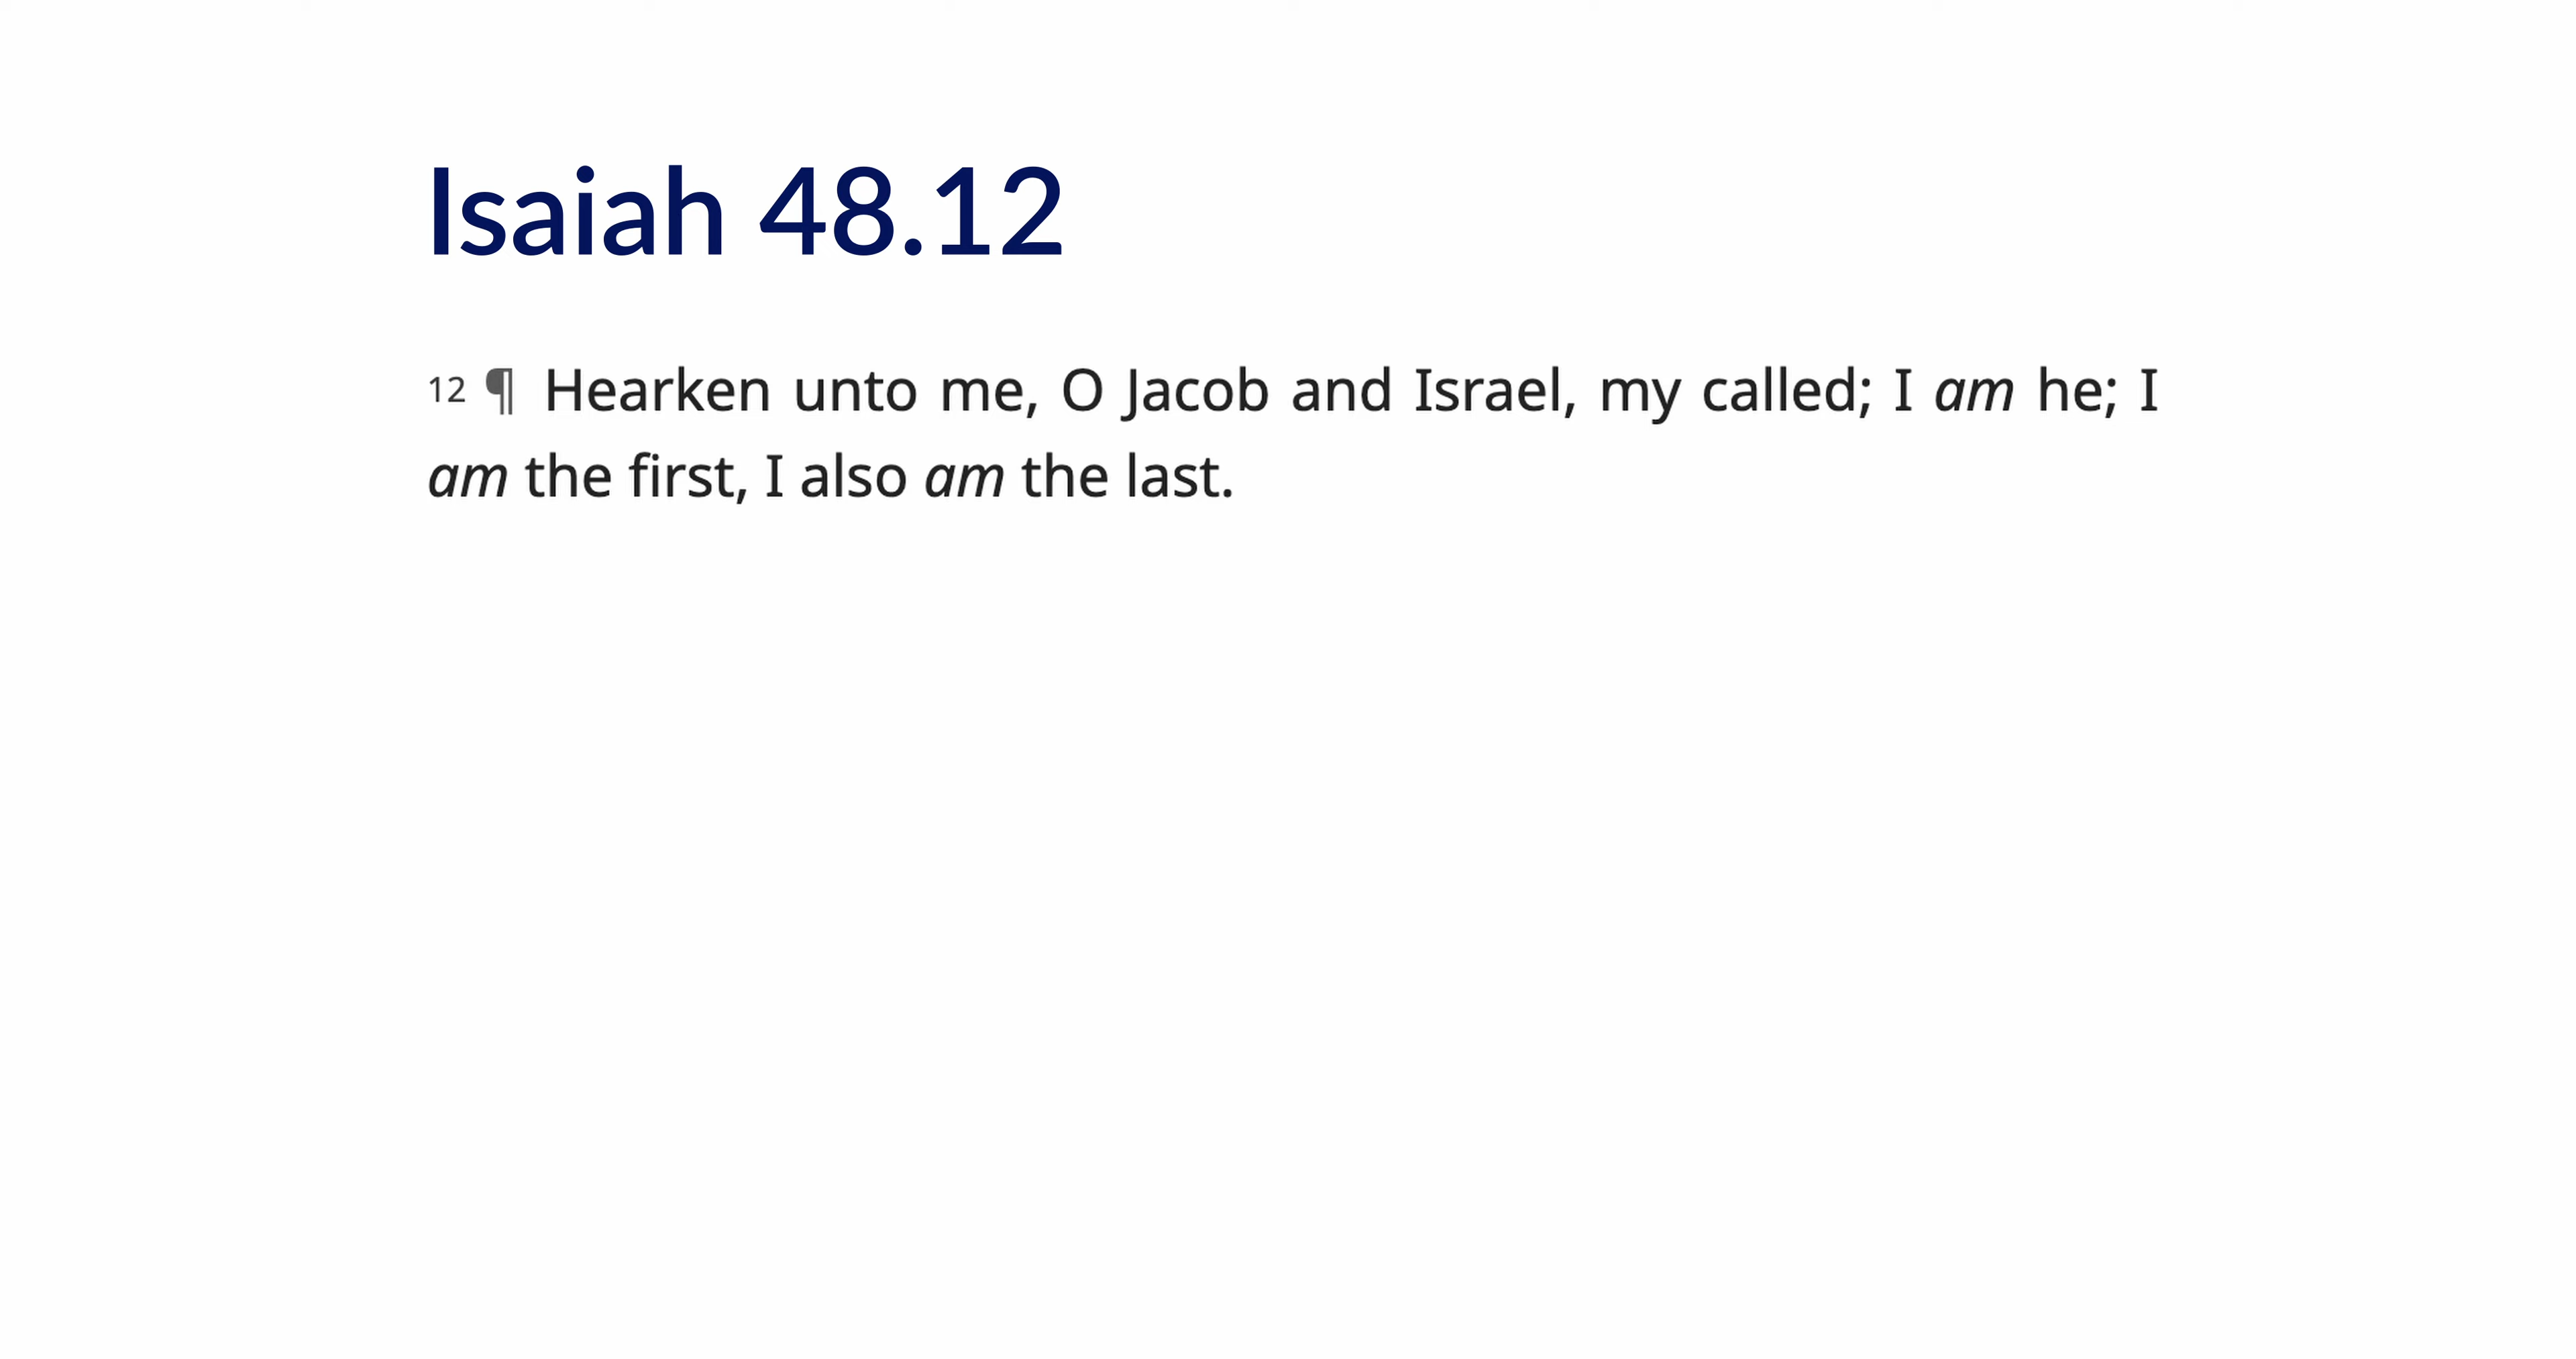 Isaiah 48.12
12 ¶ Hearken unto me, O Jacob and Israel, my called; I am he; I
am the first, I also am the last.